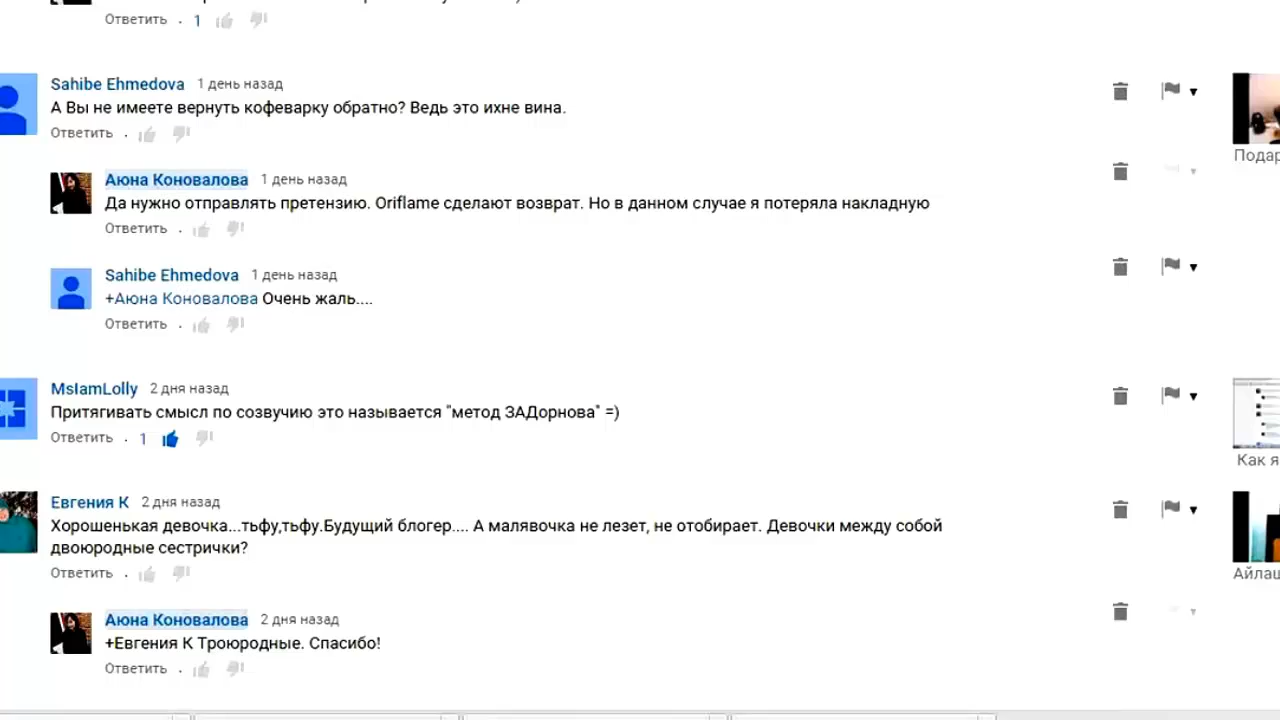 Ответить . 1
Sahibe Ehmedova 1 день назад
А Вы не имеете вернуть кофеварку обратно? Ведь это ихне вина.
Ответить .
Подар
Аюна Коновалова 1 день назад
Да нужно отправлять претензию. Oriflame сделают возврат. Но в данном случае я потеряла накладную
Ответить .
Sahibe Ehmedova 1 день назад
+Аюна Коновалова Очень жаль....
Ответить .
MsIamLolly 2 дня назад
Притягивать смысл по созвучию это называется "метод ЗАДорнова" =)
Ответить . 1
Как я
Евгения К 2 дня назад
Хорошенькая девочка...тьфу,тьфу.Будущий блогер.... А малявочка не лезет, не отобирает. Девочки между собой
двоюродные сестрички?
Ответить .
Айлаш
Аюна Коновалова 2 дня назад
+Евгения К Троюродные. Спасибо!
Ответить .